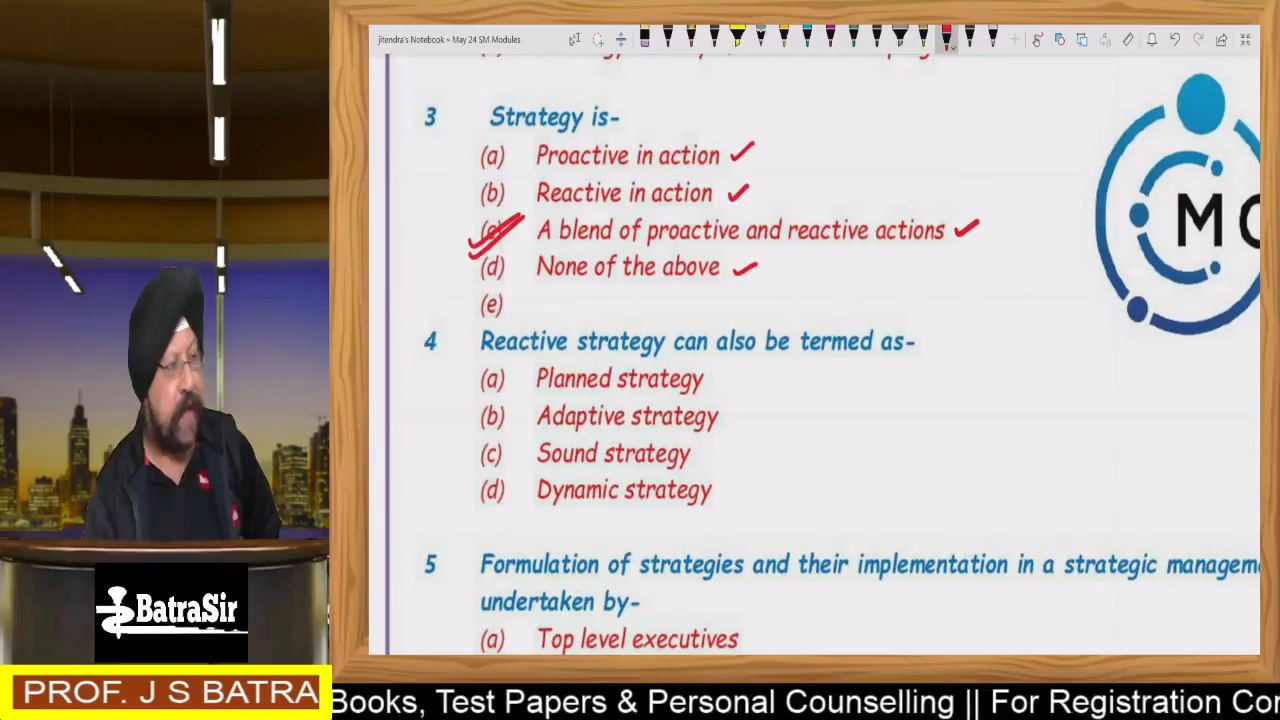 jitendra's Notebook » May 24 SM Modules
3 Strategy is-
(a) Proactive in action
(b) Reactive in action
(c) A blend of proactive and reactive actions
(d) None of the above
(e)
4 Reactive strategy can also be termed as-
(a) Planned strategy
(b) Adaptive strategy
(c) Sound strategy
(d) Dynamic strategy
5 Formulation of strategies and their implementation in a strategic managem
undertaken by-
(a) Top level executives
MC
BatraSir
PROF. J S BATRA
Books, Test Papers & Personal Counselling || For Registration Con